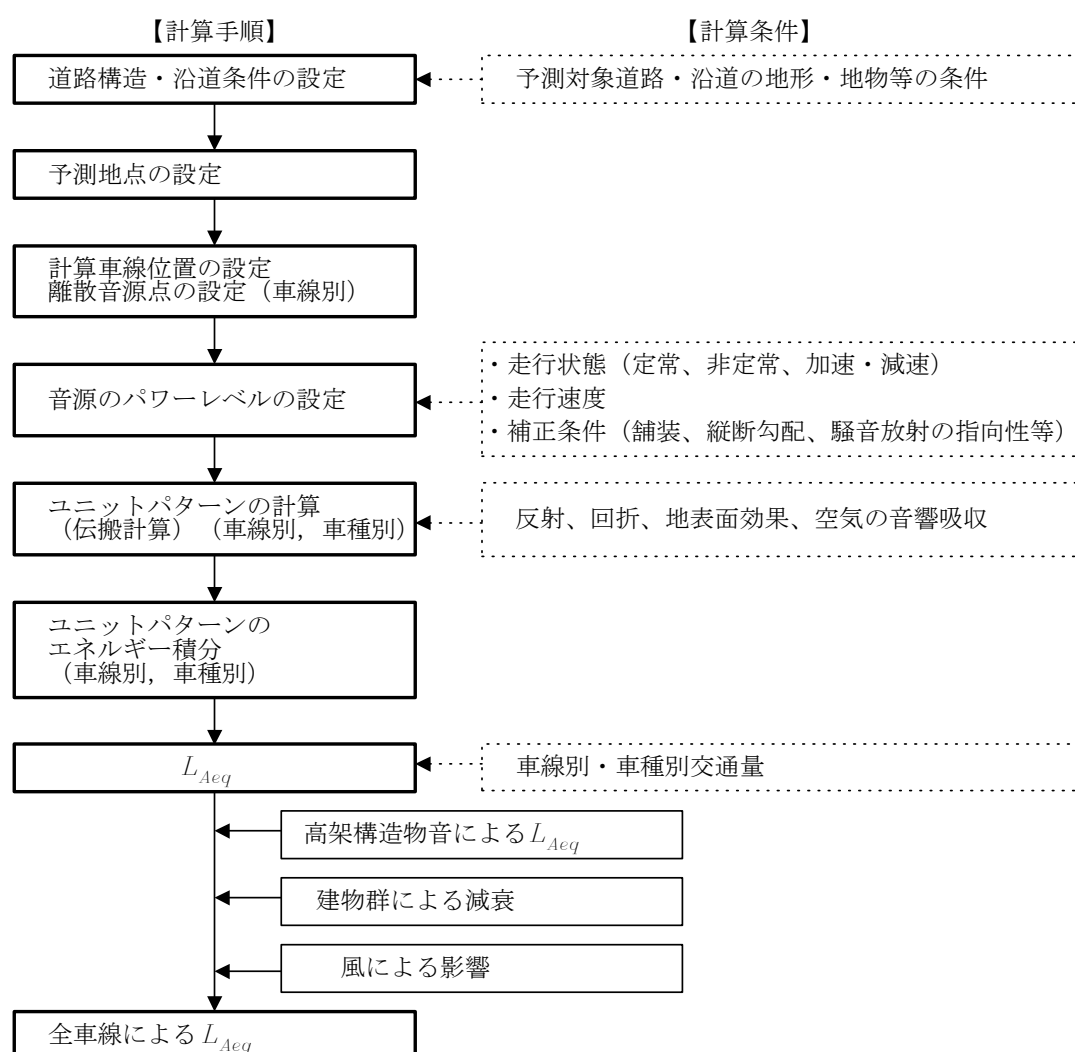 【計算手順】
【計算条件】
道路構造・沿道条件の設定
予測対象道路・沿道の地形・地物等の条件
予測地点の設定
計算車線位置の設定
離散音源点の設定（車線別）
音源のパワーレベルの設定
・走行状態（定常、非定常、加速・減速）
・走行速度
・補正条件（舗装、縦断勾配、騒音放射の指向性等）
ユニットパターンの計算
（伝搬計算）（車線別，車種別）
反射、回折、地表面効果、空気の音響吸収
ユニットパターンの
エネルギー積分
（車線別，車種別）
L_Aeq
車線別・車種別交通量
高架構造物音によるL_Aeq
建物群による減衰
風による影響
全車線によるL_Aeq